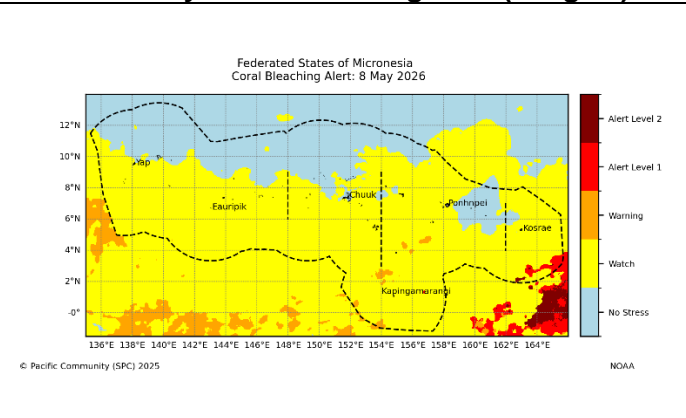 Federated States of Micronesia
Coral Bleaching Alert: 8 May 2026
12°N
10°N
8°N
6°N
4°N
2°N
-0°
Yap
Eauripik
Chuuk
Pohnpei
Kosrae
Kapingamarangi
136°E 138°E 140°E 142°E 144°E 146°E 148°E 150°E 152°E 154°E 156°E 158°E 160°E 162°E 164°E
Alert Level 2
Alert Level 1
Warning
Watch
No Stress
© Pacific Community (SPC) 2025
NOAA